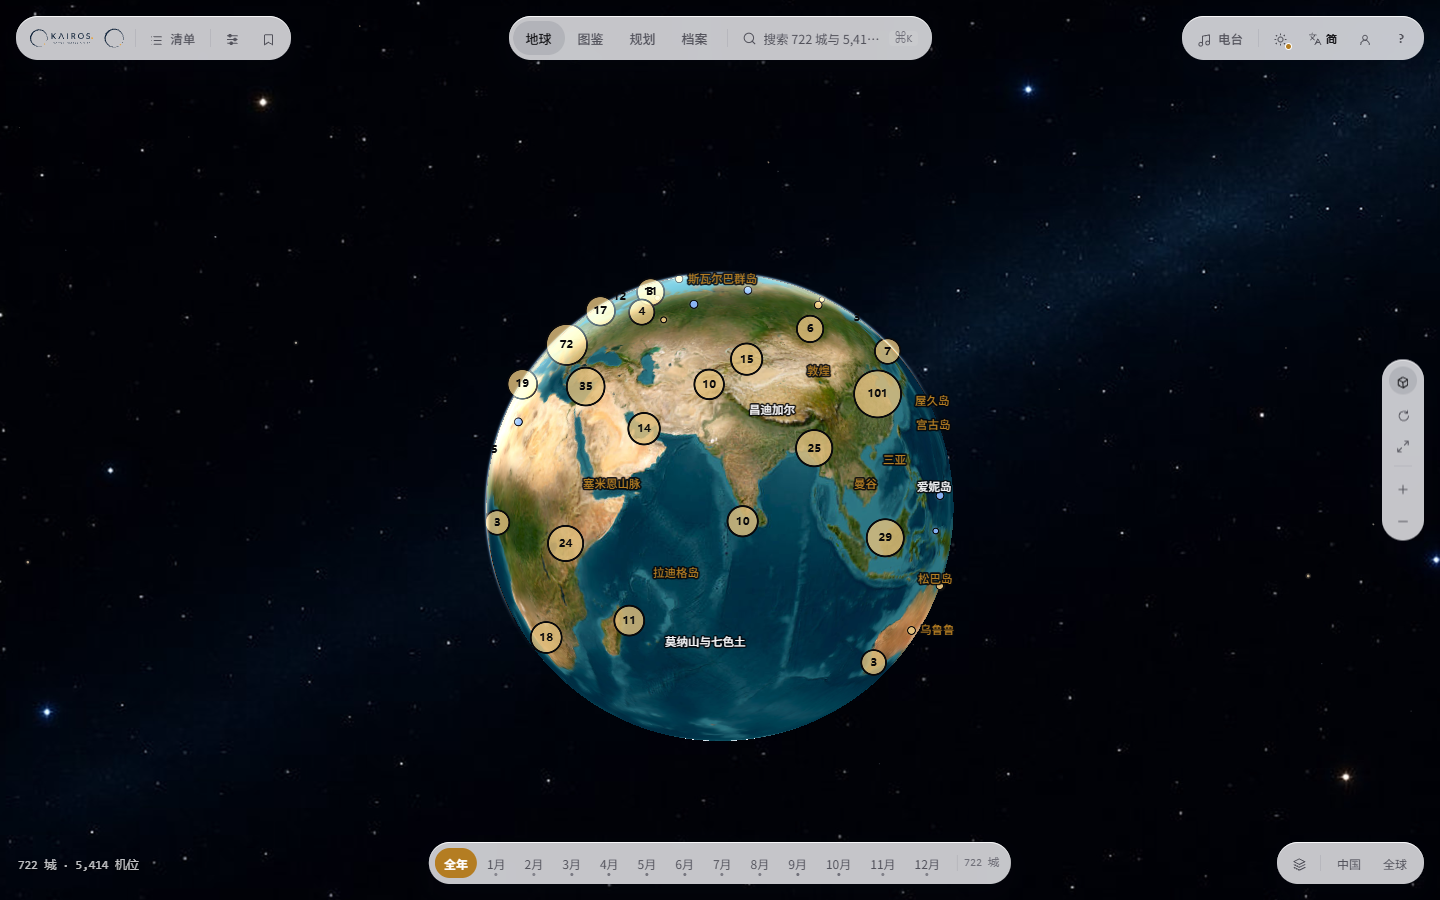 KAIROS
清单
地球
图鉴
规划
档案
搜索 722 城与 5,41…
⌘K
电台
简
?
斯瓦尔巴群岛
12
17
4
6
72
7
15
敦煌
19
35
10
101
昌迪加尔
屋久岛
14
宫古岛
25
5
三亚
塞米恩山脉
曼谷
爱妮岛
3
10
24
29
拉迪格岛
松巴岛
11
乌鲁鲁
18
莫纳山与七色土
3
722 城 · 5,414 机位
全年
1月
2月
3月
4月
5月
6月
7月
8月
9月
10月
11月
12月
722 城
中国
全球